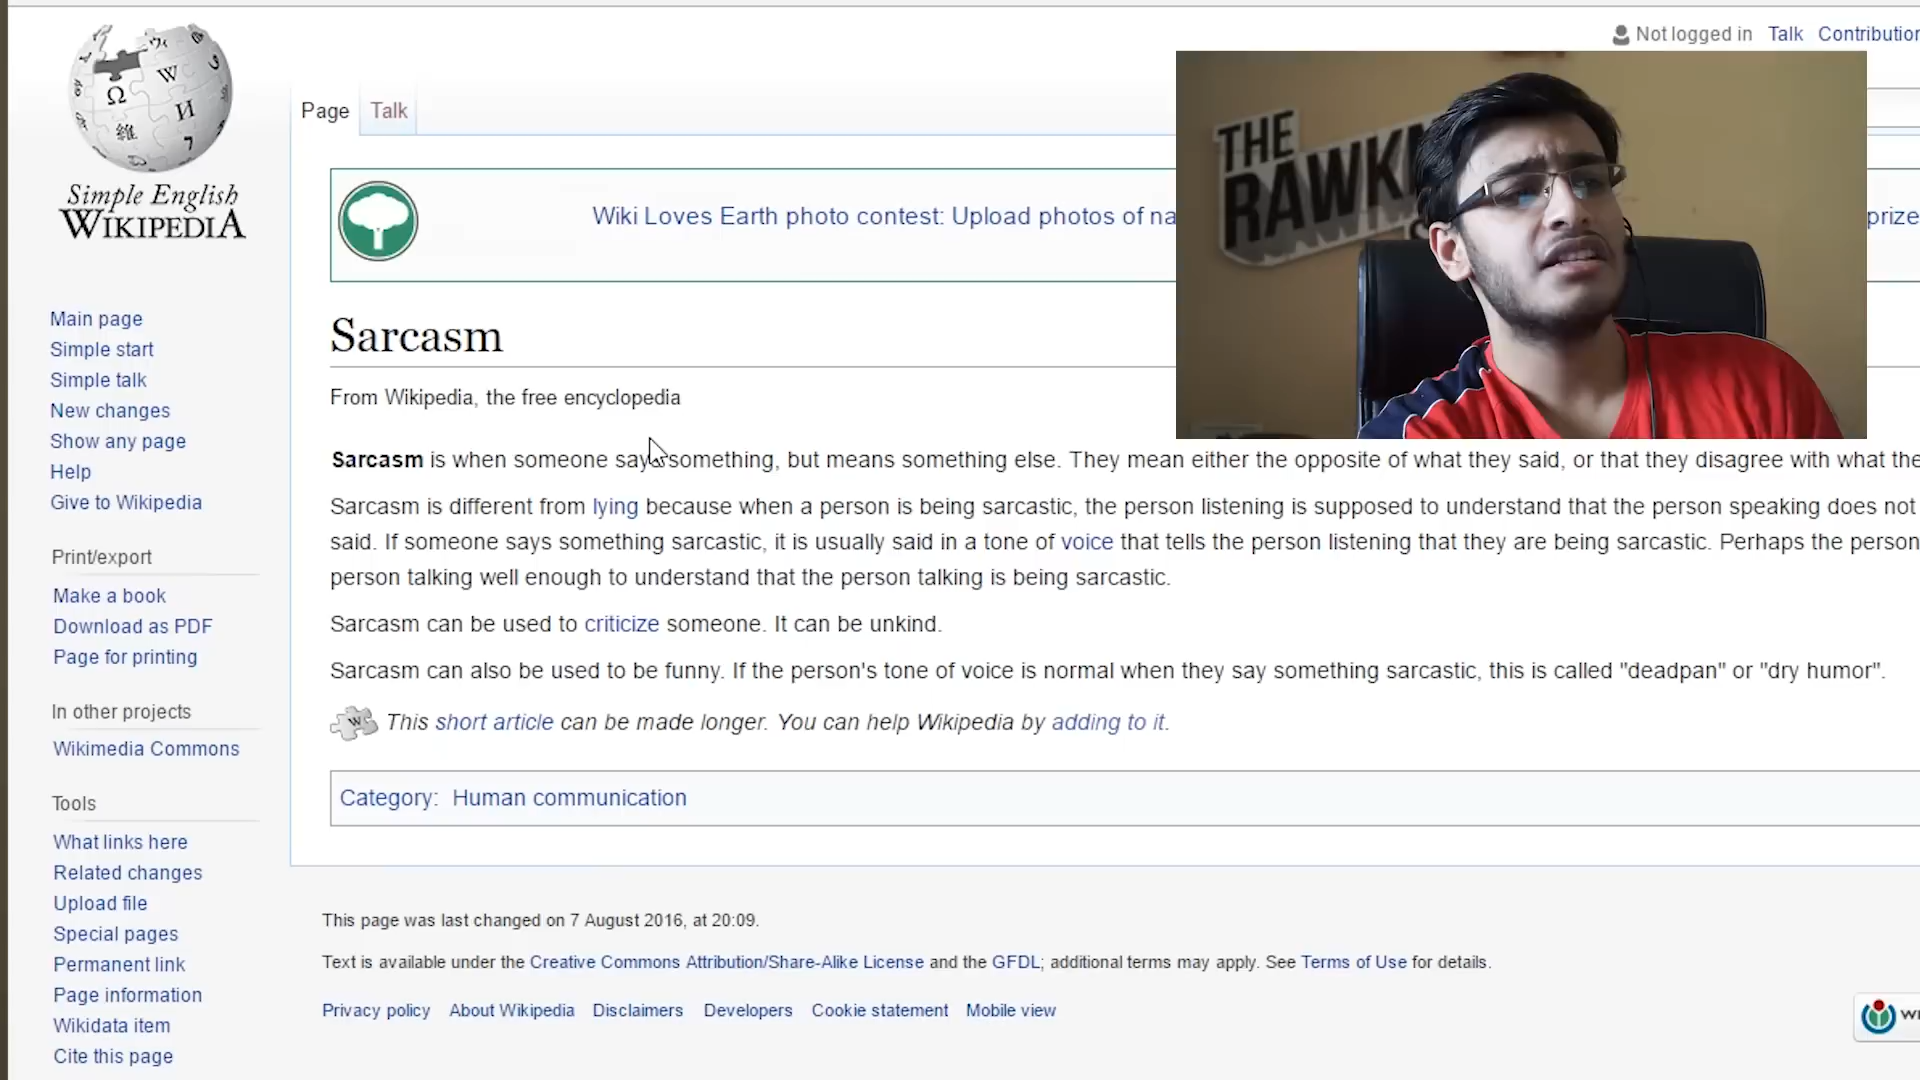 Not logged in Talk Contribution
Page Talk
Simple English
WIKIPEDIA
Wiki Loves Earth photo contest: Upload photos of na
prize
THE
RAWK
Sarcasm
From Wikipedia, the free encyclopedia
Sarcasm is when someone says something, but means something else. They mean either the opposite of what they said, or that they disagree with what the
Sarcasm is different from lying because when a person is being sarcastic, the person listening is supposed to understand that the person speaking does not
said. If someone says something sarcastic, it is usually said in a tone of voice that tells the person listening that they are being sarcastic. Perhaps the person
person talking well enough to understand that the person talking is being sarcastic.
Sarcasm can be used to criticize someone. It can be unkind.
Sarcasm can also be used to be funny. If the person's tone of voice is normal when they say something sarcastic, this is called "deadpan" or "dry humor".
This short article can be made longer. You can help Wikipedia by adding to it.
Category: Human communication
This page was last changed on 7 August 2016, at 20:09.
Text is available under the Creative Commons Attribution/Share-Alike License and the GFDL; additional terms may apply. See Terms of Use for details.
Privacy policy About Wikipedia Disclaimers Developers Cookie statement Mobile view
Main page
Simple start
Simple talk
New changes
Show any page
Help
Give to Wikipedia
Print/export
Make a book
Download as PDF
Page for printing
In other projects
Wikimedia Commons
Tools
What links here
Related changes
Upload file
Special pages
Permanent link
Page information
Wikidata item
Cite this page